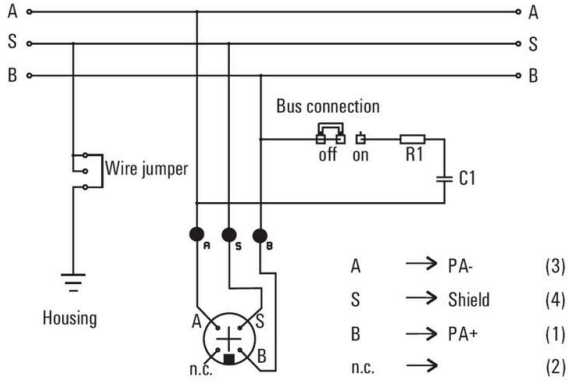 A A
S S
B B
Bus connection
off on R1
Wire jumper
C1
A S B
A → PA- (3)
S → Shield (4)
Housing
A S
B → PA+ (1)
B
n.c.
n.c. → (2)